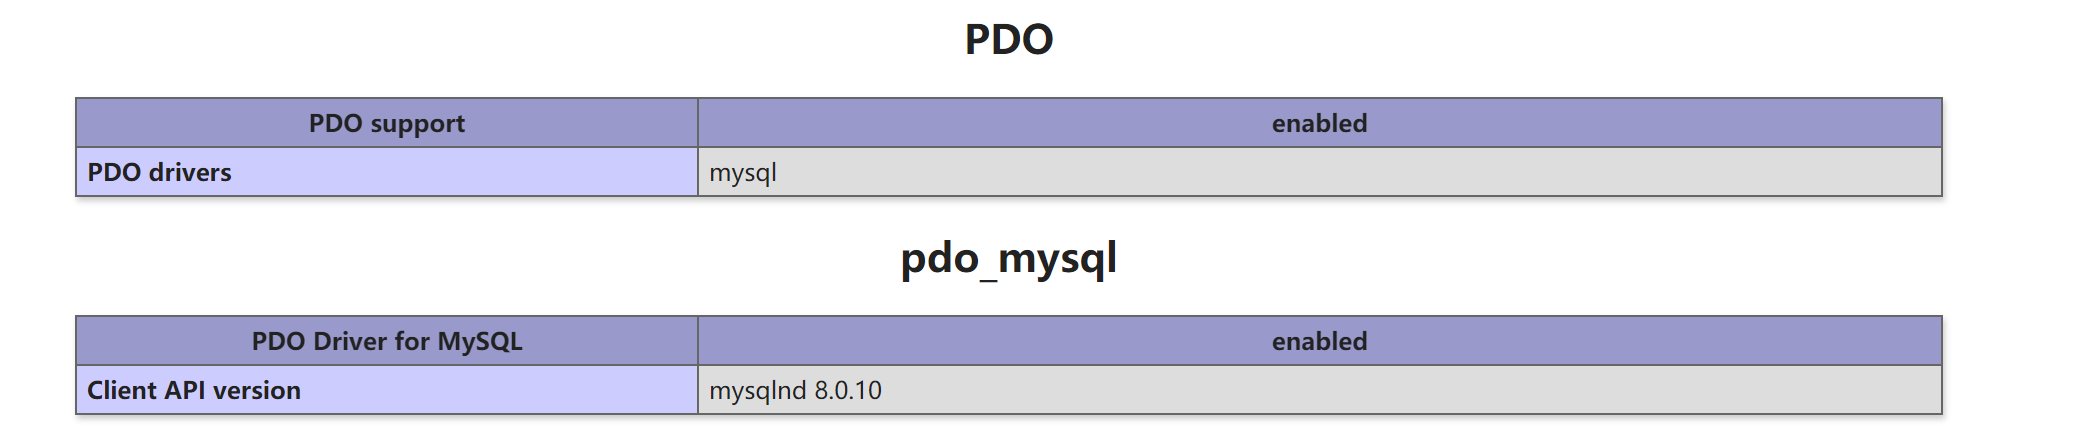 PDO
PDO support enabled
PDO drivers mysql
pdo_mysql
PDO Driver for MySQL enabled
Client API version mysqlnd 8.0.10